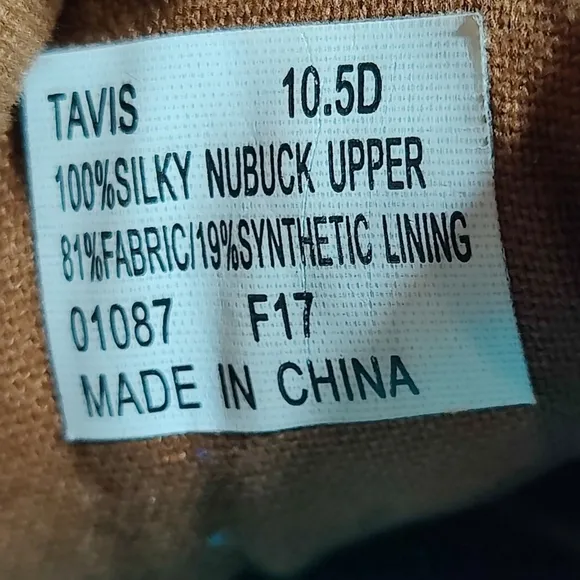 TAVIS 10.5D
100%SILKY NUBUCK UPPER
81%FABRIC/19%SYNTHETIC LINING
01087 F17
MADE IN CHINA